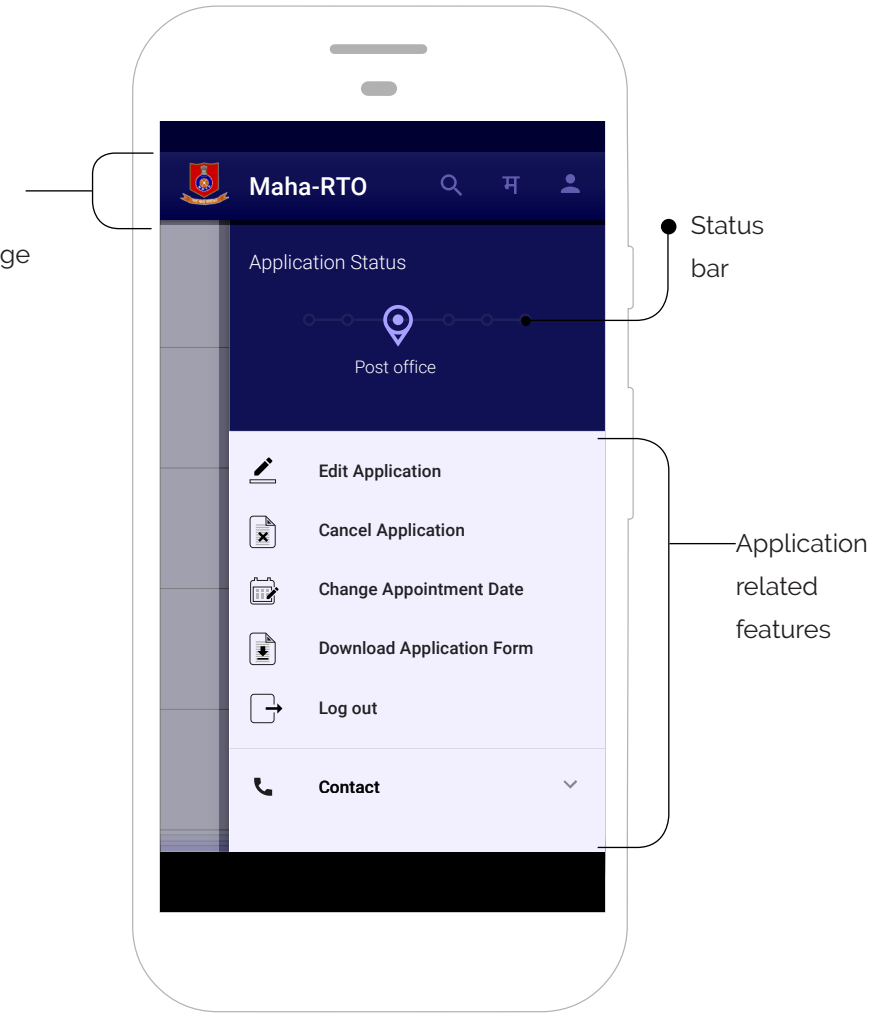 Maha-RTO
म
ge
Status
bar
Application Status
Post office
Edit Application
Cancel Application
Change Appointment Date
Download Application Form
Log out
Contact
Application
related
features